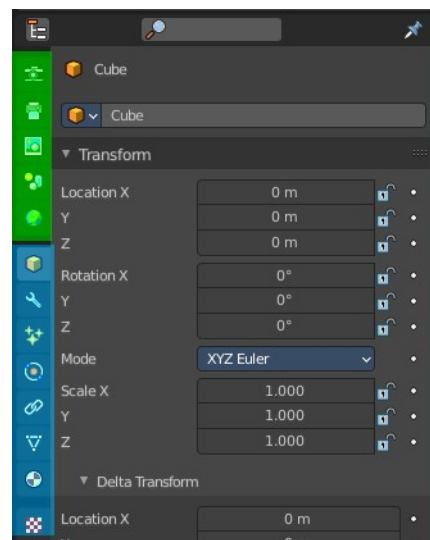 Cube
Cube
Transform
Location X 0 m
Y 0 m
Z 0 m
Rotation X 0°
Y 0°
Z 0°
Mode XYZ Euler
Scale X 1.000
Y 1.000
Z 1.000
Delta Transform
Location X 0 m